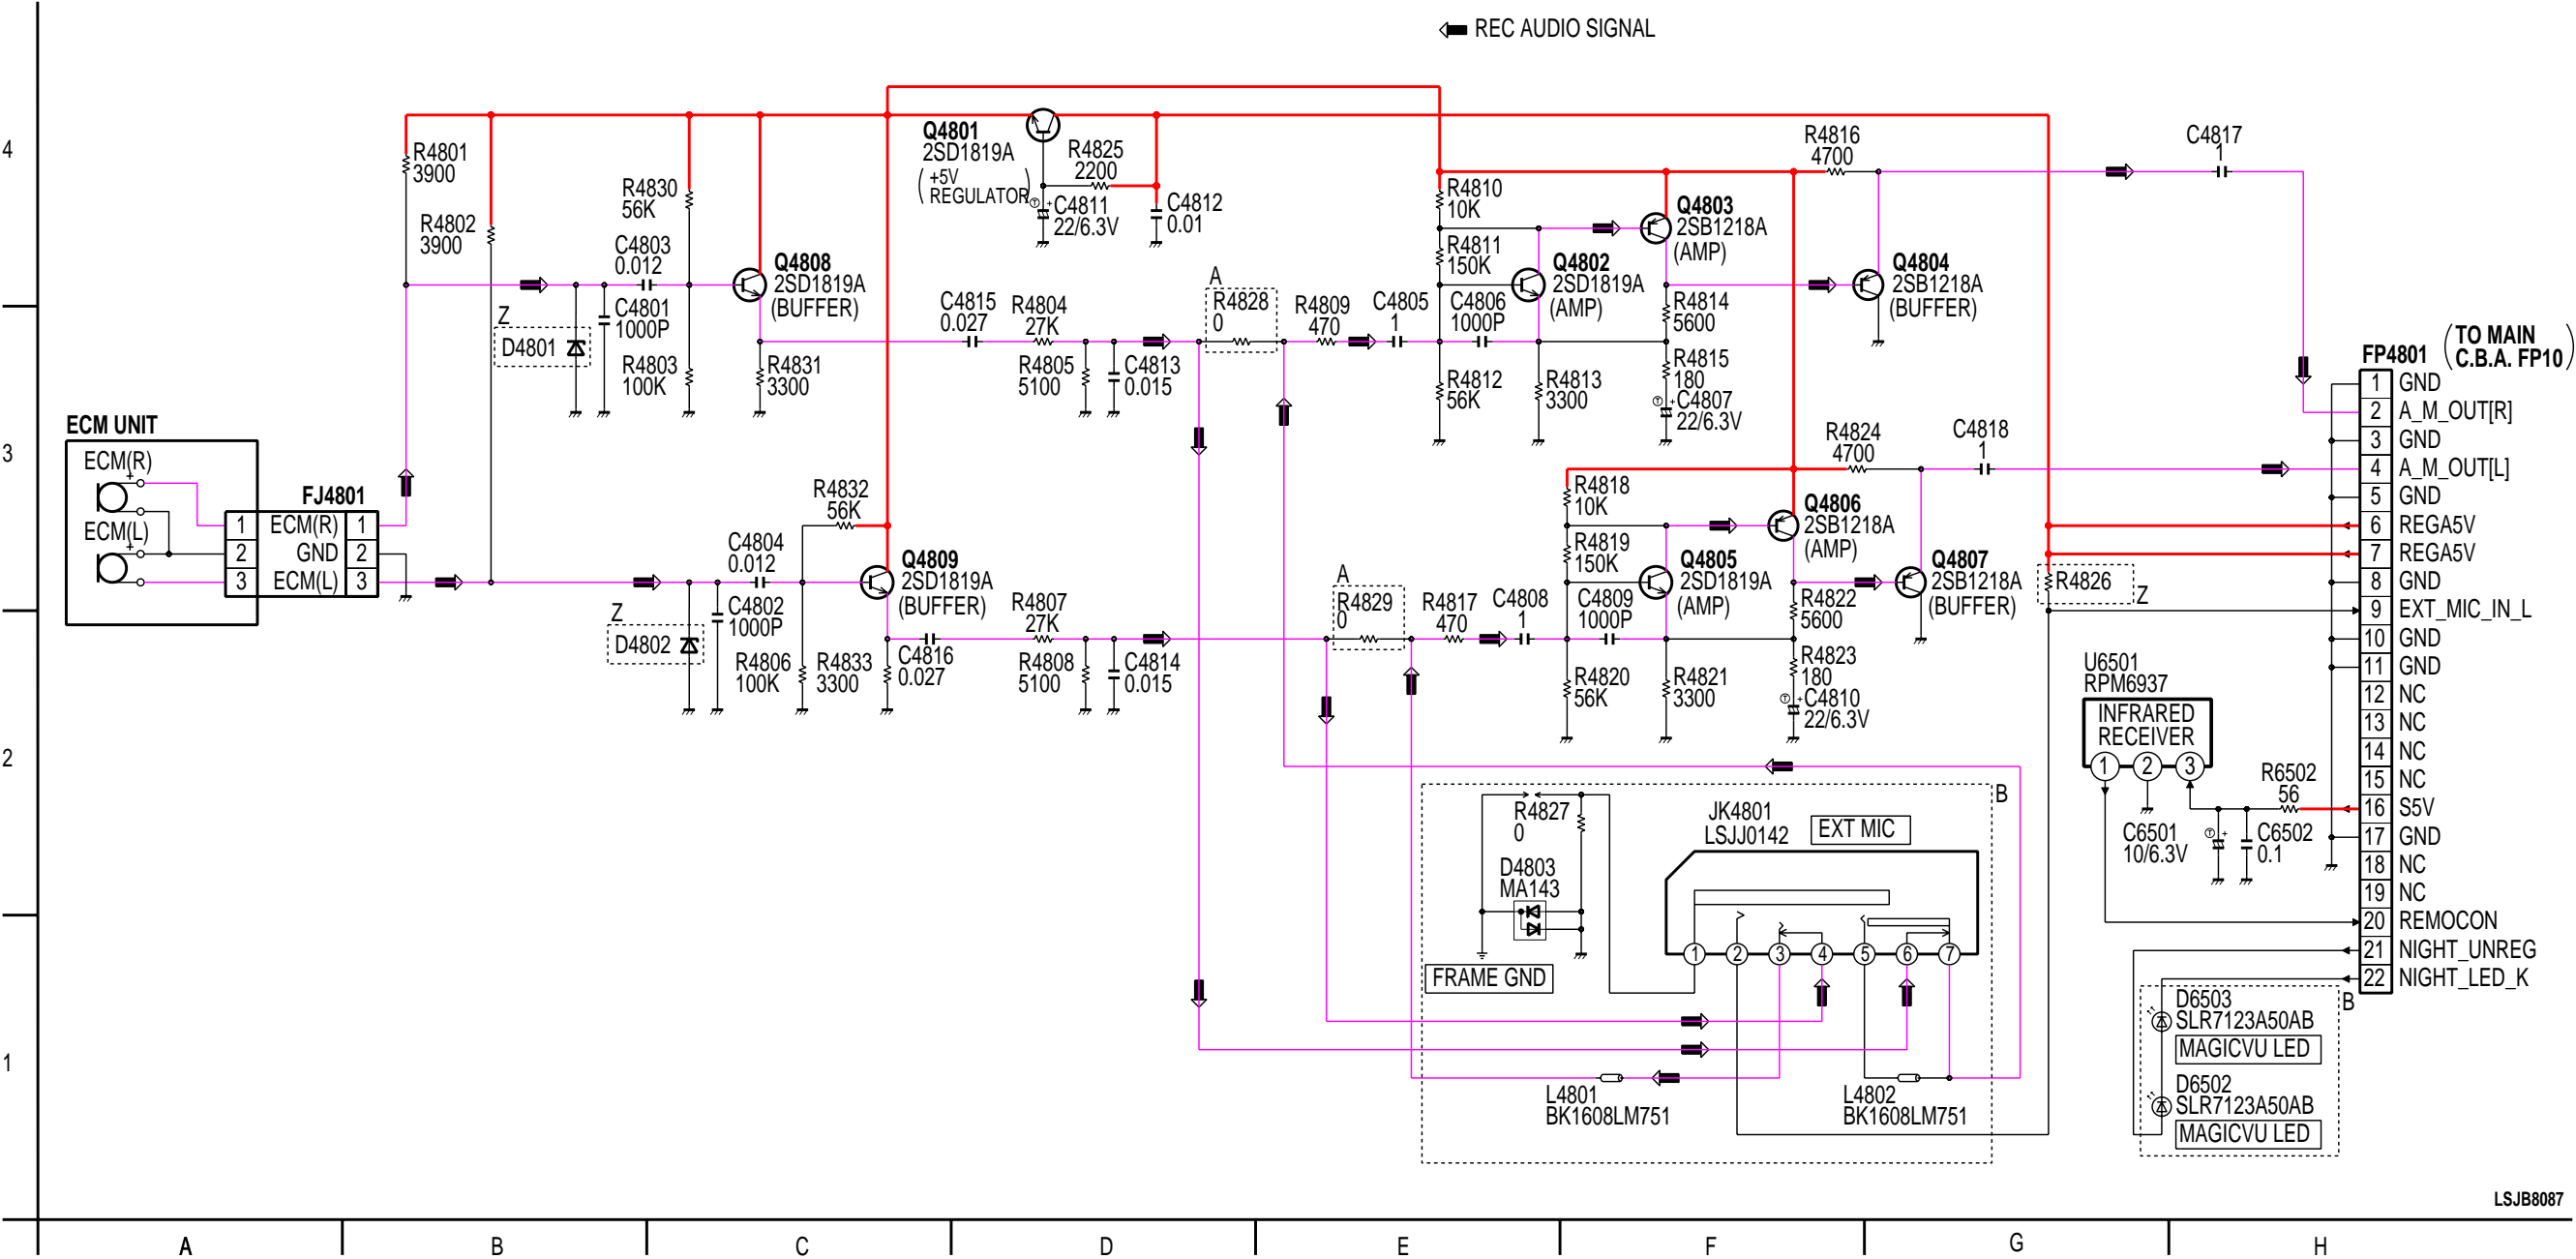 REC AUDIO SIGNAL
4
3
2
1
Q4801
2SD1819A
( +5V
REGULATOR )
R4825
2200
C4811
22/6.3V
C4812
0.01
R4801
3900
R4802
3900
R4830
56K
C4803
0.012
Q4808
2SD1819A
(BUFFER)
C4801
1000P
Z
D4801
R4803
100K
R4831
3300
C4815
0.027
R4804
27K
R4805
5100
C4813
0.015
A
R4828
0
R4809
470
C4805
1
C4806
1000P
R4810
10K
R4811
150K
Q4802
2SD1819A
(AMP)
Q4803
2SB1218A
(AMP)
R4816
4700
C4817
1
Q4804
2SB1218A
(BUFFER)
R4814
5600
R4815
180
C4807
22/6.3V
R4812
56K
R4813
3300
ECM UNIT
ECM(R)
+
ECM(L)
+
FJ4801
1 ECM(R) 1
2 GND 2
3 ECM(L) 3
R4832
56K
C4804
0.012
Q4809
2SD1819A
(BUFFER)
Z
D4802
C4802
1000P
R4806
100K
R4833
3300
C4816
0.027
R4807
27K
R4808
5100
C4814
0.015
A
R4829
0
R4817
470
C4808
1
C4809
1000P
R4818
10K
R4819
150K
Q4805
2SD1819A
(AMP)
Q4806
2SB1218A
(AMP)
R4824
4700
C4818
1
Q4807
2SB1218A
(BUFFER)
R4822
5600
R4823
180
C4810
22/6.3V
R4820
56K
R4821
3300
R4826
Z
FP4801
(TO MAIN
C.B.A. FP10)
1 GND
2 A_M_OUT[R]
3 GND
4 A_M_OUT[L]
5 GND
6 REGA5V
7 REGA5V
8 GND
9 EXT_MIC_IN_L
10 GND
11 GND
12 NC
13 NC
14 NC
15 NC
16 S5V
17 GND
18 NC
19 NC
20 REMOCON
21 NIGHT_UNREG
22 NIGHT_LED_K
U6501
RPM6937
INFRARED
RECEIVER
1 2 3
R6502
56
C6501
10/6.3V
C6502
0.1
B
R4827
0
D4803
MA143
FRAME GND
JK4801
LSJJ0142
EXT MIC
1 2 3 4 5 6 7
L4801
BK1608LM751
L4802
BK1608LM751
B
D6503
SLR7123A50AB
MAGICVU LED
D6502
SLR7123A50AB
MAGICVU LED
LSJB8087
A B C D E F G H